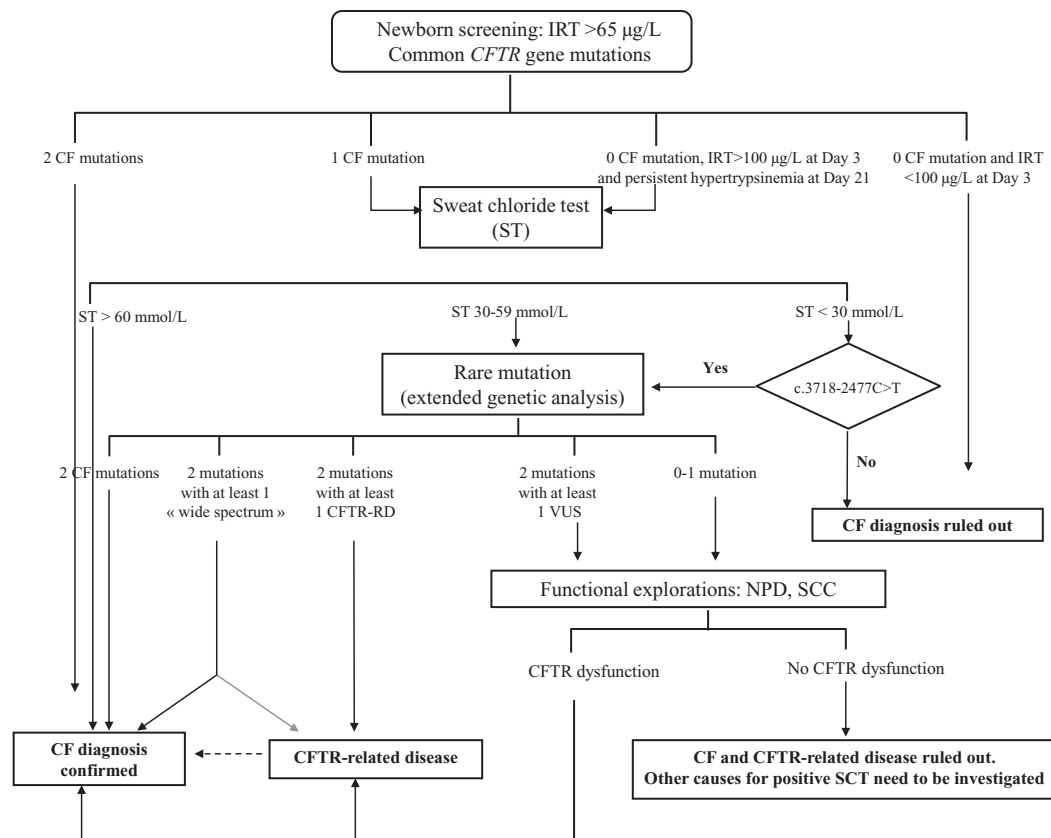 Newborn screening: IRT >65 μg/L
Common CFTR gene mutations
2 CF mutations
1 CF mutation
0 CF mutation, IRT>100 μg/L at Day 3
and persistent hypertrypsinemia at Day 21
0 CF mutation and IRT
<100 μg/L at Day 3
Sweat chloride test
(ST)
ST > 60 mmol/L
ST 30-59 mmol/L
ST < 30 mmol/L
Rare mutation
(extended genetic analysis)
Yes
c.3718-2477C>T
No
2 CF mutations
2 mutations
with at least 1
« wide spectrum »
2 mutations
with at least
1 CFTR-RD
2 mutations
with at least
1 VUS
0-1 mutation
CF diagnosis ruled out
Functional explorations: NPD, SCC
CFTR dysfunction
No CFTR dysfunction
CF diagnosis
confirmed
CFTR-related disease
CF and CFTR-related disease ruled out.
Other causes for positive SCT need to be investigated